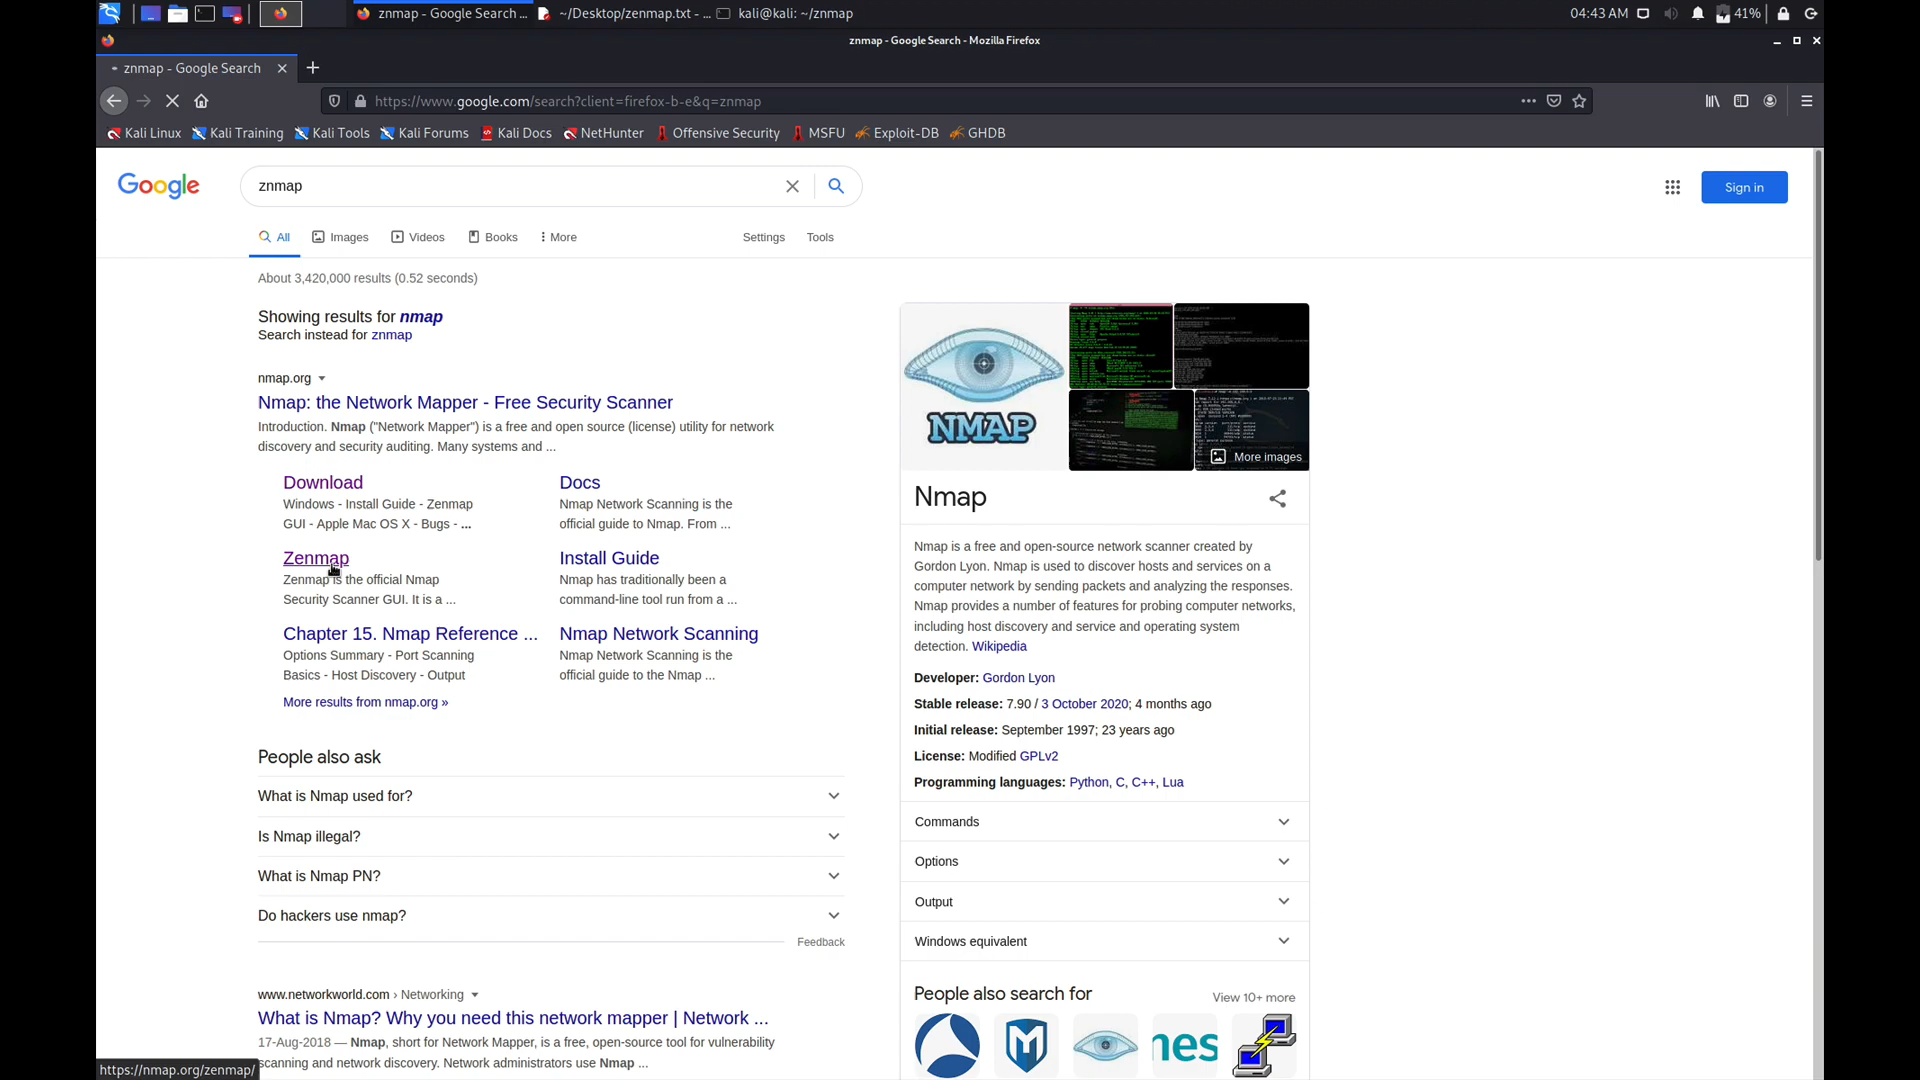 znmap - Google Search ...
~/Desktop/zenmap.txt - ...
kali@kali: ~/znmap
04:43 AM
41%
znmap - Google Search - Mozilla Firefox
znmap - Google Search
https://www.google.com/search?client=firefox-b-e&q=znmap
Kali Linux
Kali Training
Kali Tools
Kali Forums
Kali Docs
NetHunter
Offensive Security
MSFU
Exploit-DB
GHDB
Google
znmap
Sign in
All
Images
Videos
Books
More
Settings
Tools
About 3,420,000 results (0.52 seconds)
Showing results for nmap
Search instead for znmap
nmap.org
Nmap: the Network Mapper - Free Security Scanner
Introduction. Nmap ("Network Mapper") is a free and open source (license) utility for network
discovery and security auditing. Many systems and ...
Download
Windows - Install Guide - Zenmap
GUI - Apple Mac OS X - Bugs - ...
Docs
Nmap Network Scanning is the
official guide to Nmap. From ...
Zenmap
Zenmap is the official Nmap
Security Scanner GUI. It is a ...
Install Guide
Nmap has traditionally been a
command-line tool run from a ...
Chapter 15. Nmap Reference ...
Options Summary - Port Scanning
Basics - Host Discovery - Output
Nmap Network Scanning
Nmap Network Scanning is the
official guide to the Nmap ...
More results from nmap.org »
People also ask
What is Nmap used for?
Is Nmap illegal?
What is Nmap PN?
Do hackers use nmap?
Feedback
www.networkworld.com › Networking
What is Nmap? Why you need this network mapper | Network ...
17-Aug-2018 — Nmap, short for Network Mapper, is a free, open-source tool for vulnerability
scanning and network discovery. Network administrators use Nmap ...
https://nmap.org/zenmap/
NMAP
More images
Nmap
Nmap is a free and open-source network scanner created by
Gordon Lyon. Nmap is used to discover hosts and services on a
computer network by sending packets and analyzing the responses.
Nmap provides a number of features for probing computer networks,
including host discovery and service and operating system
detection. Wikipedia
Developer: Gordon Lyon
Stable release: 7.90 / 3 October 2020; 4 months ago
Initial release: September 1997; 23 years ago
License: Modified GPLv2
Programming languages: Python, C, C++, Lua
Commands
Options
Output
Windows equivalent
People also search for
View 10+ more
nes